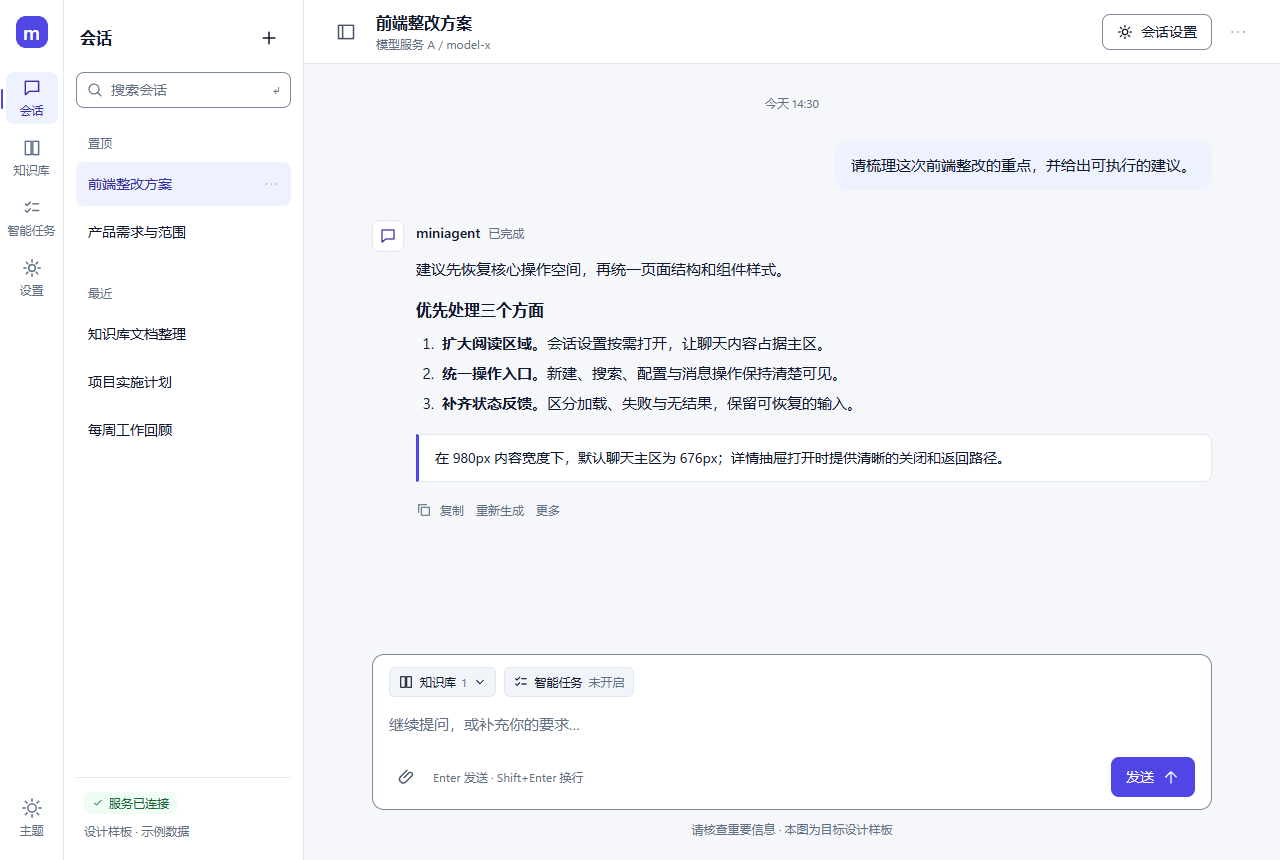 m
会话
知识库
智能任务
设置
主题
会话
搜索会话
置顶
前端整改方案
产品需求与范围
最近
知识库文档整理
项目实施计划
每周工作回顾
服务已连接
设计样板 · 示例数据
前端整改方案
模型服务 A / model-x
会话设置
今天 14:30
请梳理这次前端整改的重点，并给出可执行的建议。
miniagent 已完成
建议先恢复核心操作空间，再统一页面结构和组件样式。
优先处理三个方面
1. 扩大阅读区域。会话设置按需打开，让聊天内容占据主区。
2. 统一操作入口。新建、搜索、配置与消息操作保持清楚可见。
3. 补齐状态反馈。区分加载、失败与无结果，保留可恢复的输入。
在 980px 内容宽度下，默认聊天主区为 676px；详情抽屉打开时提供清晰的关闭和返回路径。
复制 重新生成 更多
知识库 1 智能任务 未开启
继续提问，或补充你的要求...
Enter 发送 · Shift+Enter 换行
发送
请核查重要信息 · 本图为目标设计样板